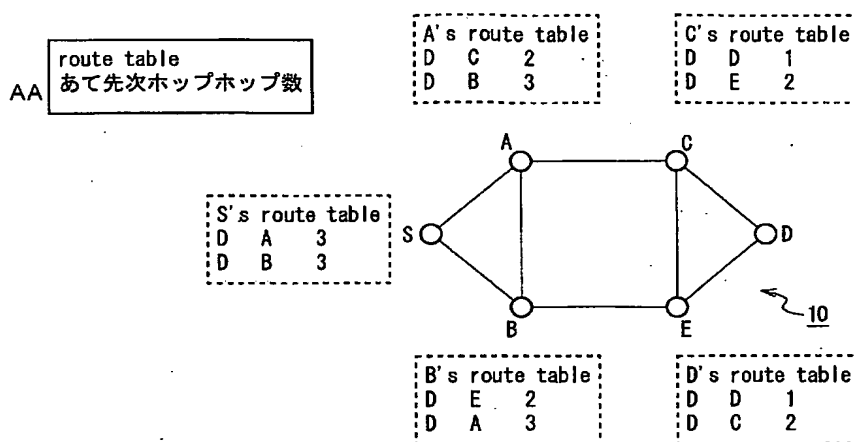 route table
あて先次ホップホップ数
AA
A's route table
D C 2
D B 3
C's route table
D D 1
D E 2
A
C
S's route table
D A 3
D B 3
S
D
B
E
10
B's route table
D E 2
D A 3
D's route table
D D 1
D C 2